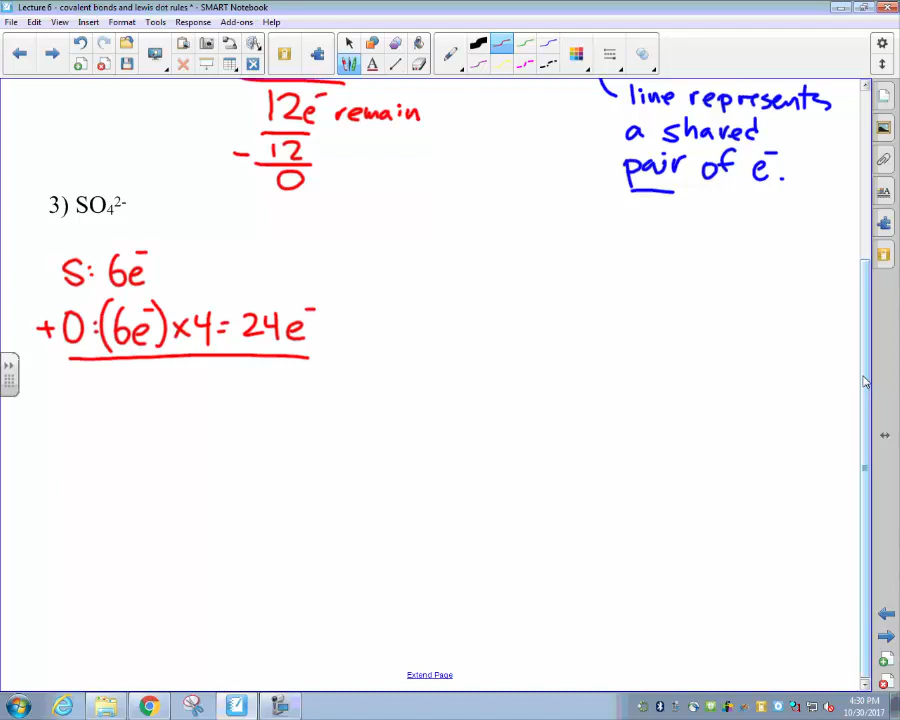 Lecture 6 - covalent bonds and lewis dot rules * - SMART Notebook
File Edit View Insert Format Tools Response Add-ons Help
12e⁻ remain
- 12
0
line represents
a shared
pair of e⁻.
3) SO₄²⁻
S: 6e⁻
+ O: (6e⁻) x 4 = 24e⁻
Extend Page
4:30 PM
10/30/2017